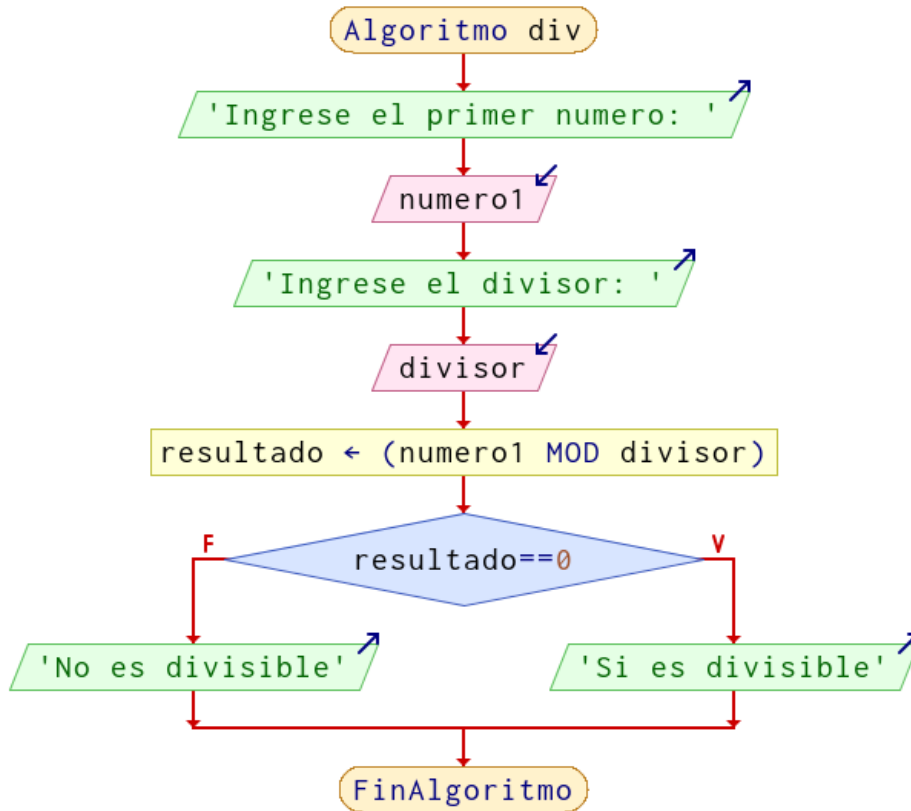 Algoritmo div
'Ingrese el primer numero: '
numero1
'Ingrese el divisor: '
divisor
resultado ← (numero1 MOD divisor)
resultado==0
F
V
'No es divisible'
'Si es divisible'
FinAlgoritmo